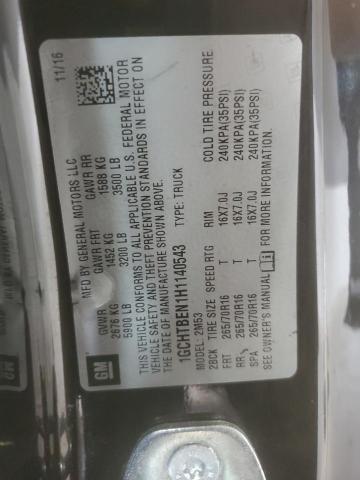 GM
MFD BY GENERAL MOTORS LLC
11/16
GVWR GAWR FRT GAWR RR
2676 KG 1452 KG 1588 KG
5900 LB 3200 LB 3500 LB
THIS VEHICLE CONFORMS TO ALL APPLICABLE U.S. FEDERAL MOTOR
VEHICLE SAFETY AND THEFT PREVENTION STANDARDS IN EFFECT ON
THE DATE OF MANUFACTURE SHOWN ABOVE.
1GCHTBEN1H1140543 TYPE: TRUCK
MODEL: 2M53
2BCK TIRE SIZE SPEED RTG RIM COLD TIRE PRESSURE
FRT 265/70R16 T 16X7.0J 240KPA(35PSI)
RR 265/70R16 T 16X7.0J 240KPA(35PSI)
SPA 265/70R16 T 16X7.0J 240KPA(35PSI)
SEE OWNER'S MANUAL FOR MORE INFORMATION.
GM